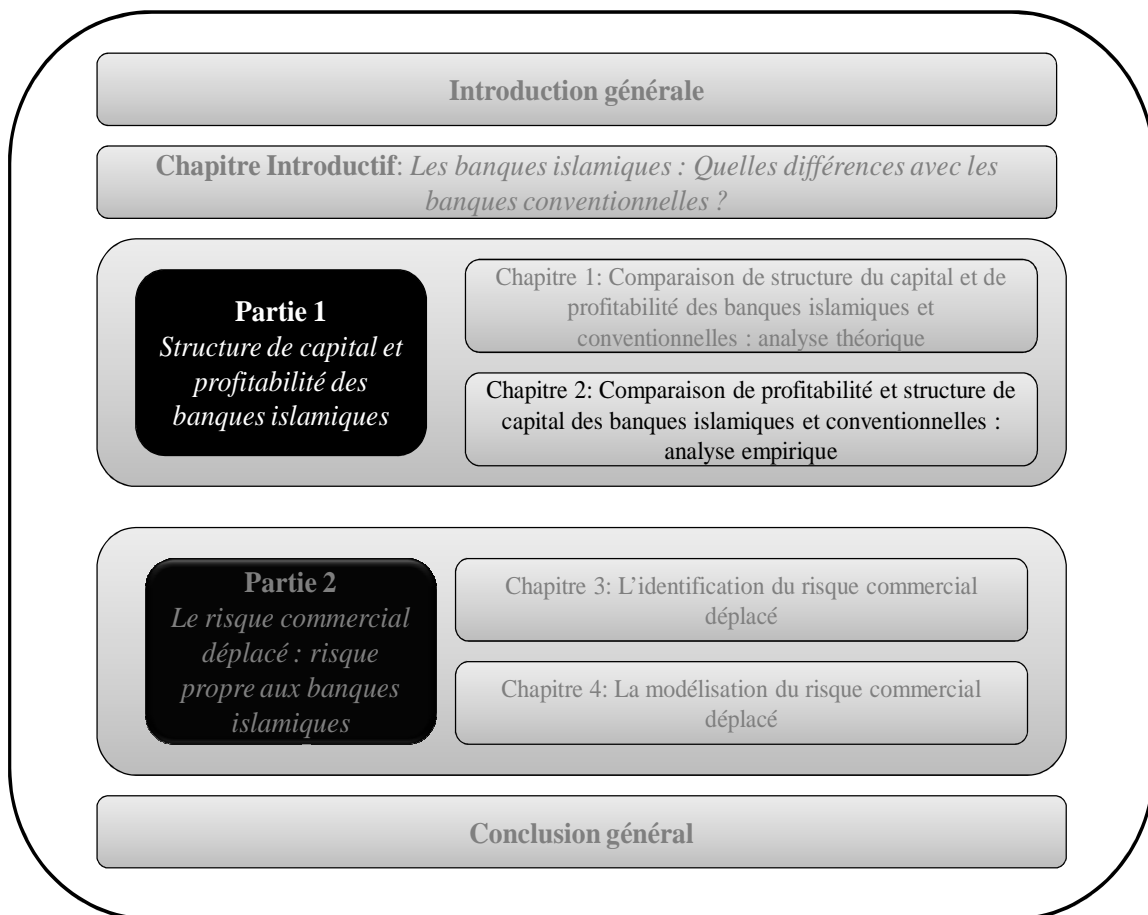 Introduction générale
Chapitre Introductif: Les banques islamiques : Quelles différences avec les
banques conventionnelles ?
Partie 1
Structure de capital et
profitabilité des
banques islamiques
Chapitre 1: Comparaison de structure du capital et de
profitabilité des banques islamiques et
conventionnelles : analyse théorique
Chapitre 2: Comparaison de profitabilité et structure de
capital des banques islamiques et conventionnelles :
analyse empirique
Partie 2
Le risque commercial
déplacé : risque
propre aux banques
islamiques
Chapitre 3: L’identification du risque commercial
déplacé
Chapitre 4: La modélisation du risque commercial
déplacé
Conclusion général